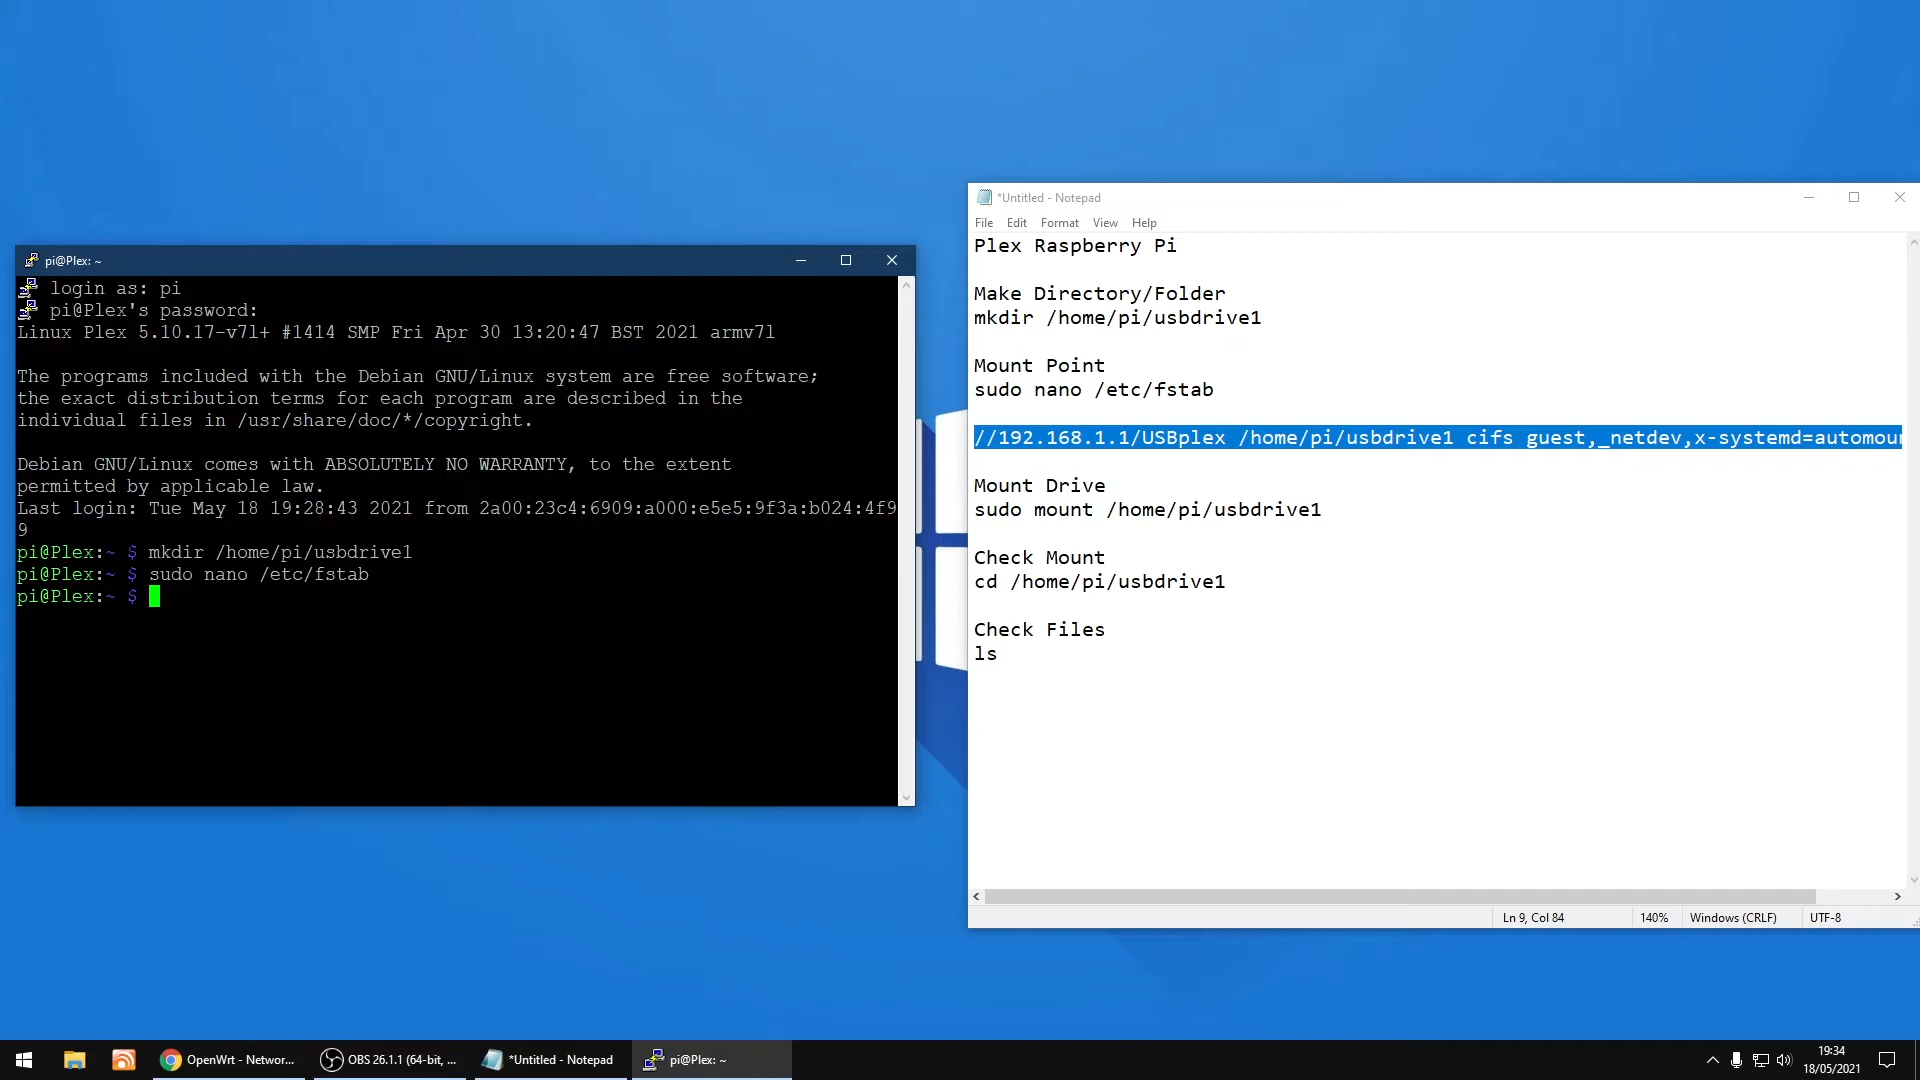 pi@Plex: ~
login as: pi
pi@Plex's password:
Linux Plex 5.10.17-v7l+ #1414 SMP Fri Apr 30 13:20:47 BST 2021 armv7l
The programs included with the Debian GNU/Linux system are free software;
the exact distribution terms for each program are described in the
individual files in /usr/share/doc/*/copyright.
Debian GNU/Linux comes with ABSOLUTELY NO WARRANTY, to the extent
permitted by applicable law.
Last login: Tue May 18 19:28:43 2021 from 2a00:23c4:6909:a000:e5e5:9f3a:b024:4f9
9
pi@Plex:~ $ mkdir /home/pi/usbdrive1
pi@Plex:~ $ sudo nano /etc/fstab
pi@Plex:~ $
*Untitled - Notepad
File Edit Format View Help
Plex Raspberry Pi
Make Directory/Folder
mkdir /home/pi/usbdrive1
Mount Point
sudo nano /etc/fstab
//192.168.1.1/USBplex /home/pi/usbdrive1 cifs guest,_netdev,x-systemd=automou
Mount Drive
sudo mount /home/pi/usbdrive1
Check Mount
cd /home/pi/usbdrive1
Check Files
ls
Ln 9, Col 84 140% Windows (CRLF) UTF-8
OpenWrt - Networ... OBS 26.1.1 (64-bit, ... *Untitled - Notepad pi@Plex: ~
19:34
18/05/2021